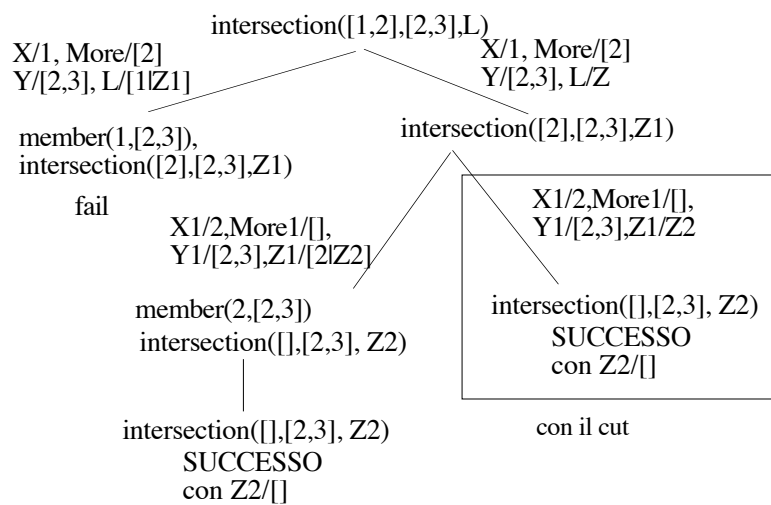 intersection([1,2],[2,3],L)
X/1, More/[2]
Y/[2,3], L/[1|Z1]
X/1, More/[2]
Y/[2,3], L/Z
member(1,[2,3]),
intersection([2],[2,3],Z1)
fail
intersection([2],[2,3],Z1)
X1/2,More1/[],
Y1/[2,3],Z1/[2|Z2]
X1/2,More1/[],
Y1/[2,3],Z1/Z2
member(2,[2,3])
intersection([],[2,3], Z2)
intersection([],[2,3], Z2)
SUCCESSO
con Z2/[]
intersection([],[2,3], Z2)
SUCCESSO
con Z2/[]
con il cut